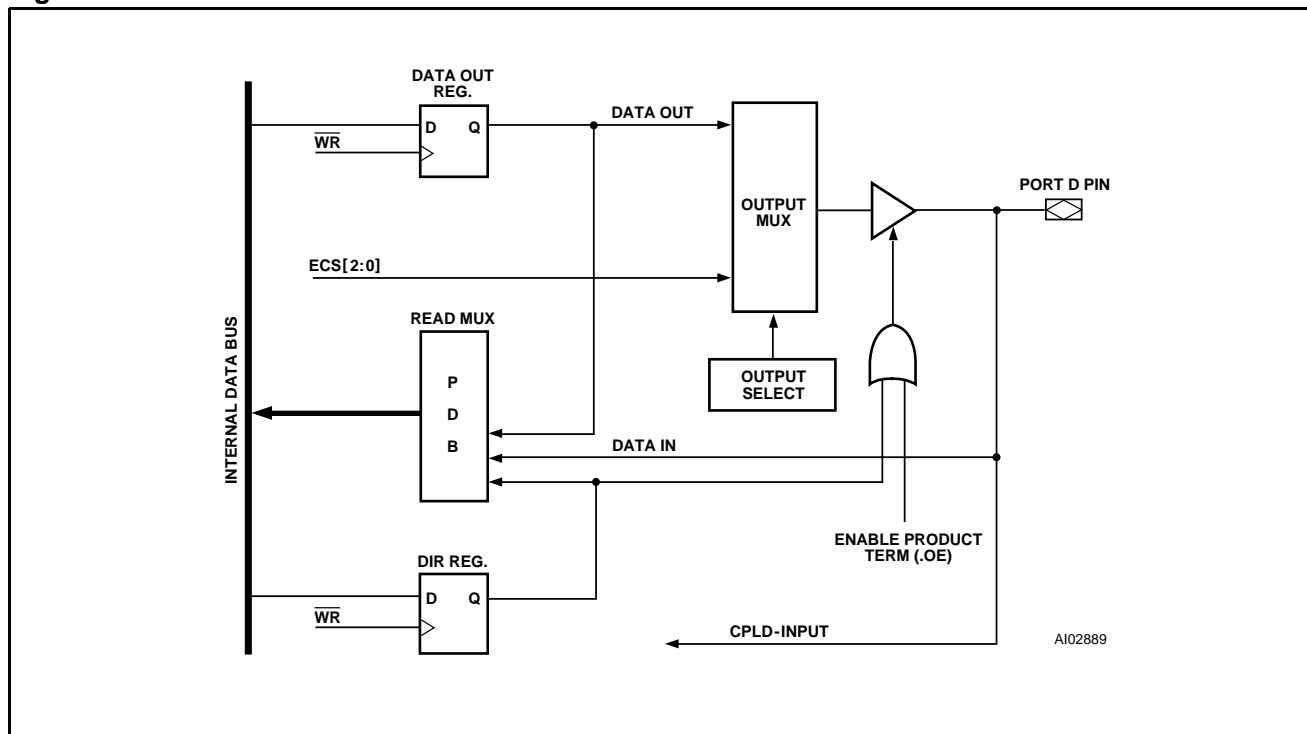 DATA OUT
REG.
D Q
WR
DATA OUT
OUTPUT
MUX
PORT D PIN
ECS[2:0]
READ MUX
P
D
B
OUTPUT
SELECT
INTERNAL DATA BUS
DATA IN
ENABLE PRODUCT
TERM (.OE)
DIR REG.
D Q
WR
CPLD-INPUT
AI02889